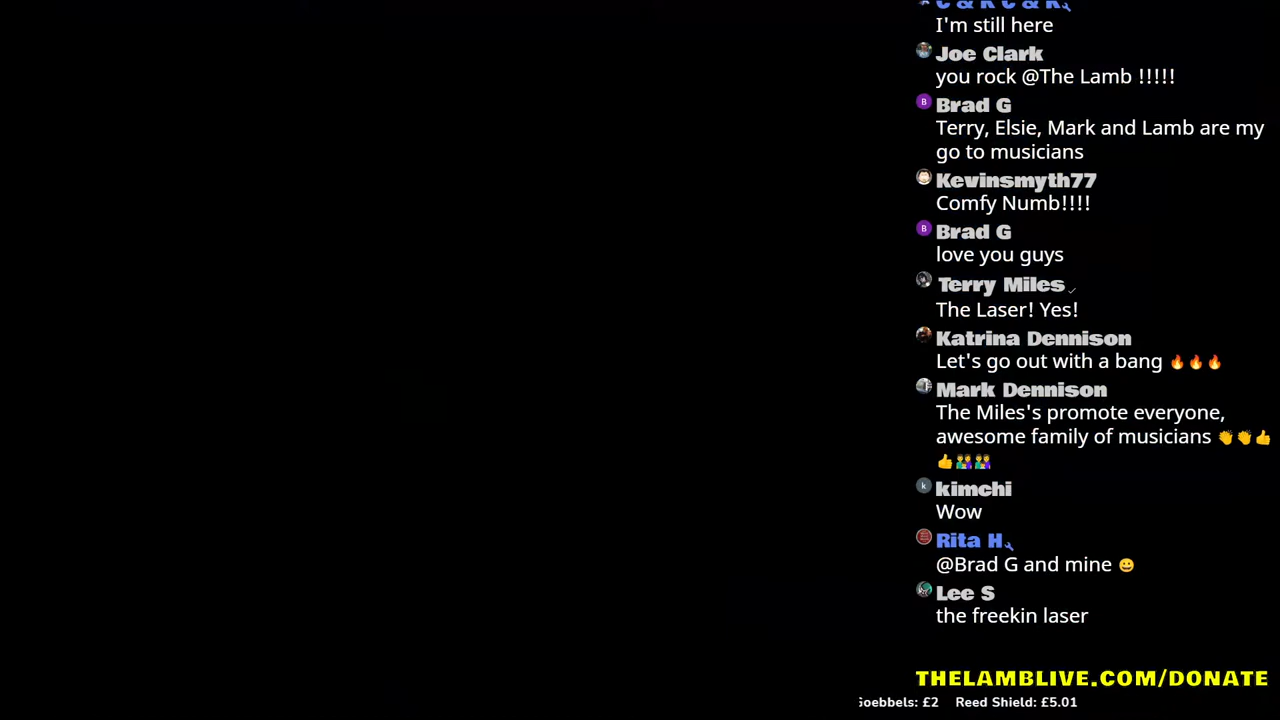 C & K C & K
I'm still here
Joe Clark
you rock @The Lamb !!!!!
B Brad G
Terry, Elsie, Mark and Lamb are my
go to musicians
Kevinsmyth77
Comfy Numb!!!!
B Brad G
love you guys
Terry Miles
The Laser! Yes!
Katrina Dennison
Let's go out with a bang 🔥🔥🔥
Mark Dennison
The Miles's promote everyone,
awesome family of musicians 👏👏👍
👍👨‍👩‍👦👨‍👩‍👦
k kimchi
Wow
Rita H
@Brad G and mine 😀
Lee S
the freekin laser
THELAMBLIVE.COM/DONATE
Goebbels: £2 Reed Shield: £5.01